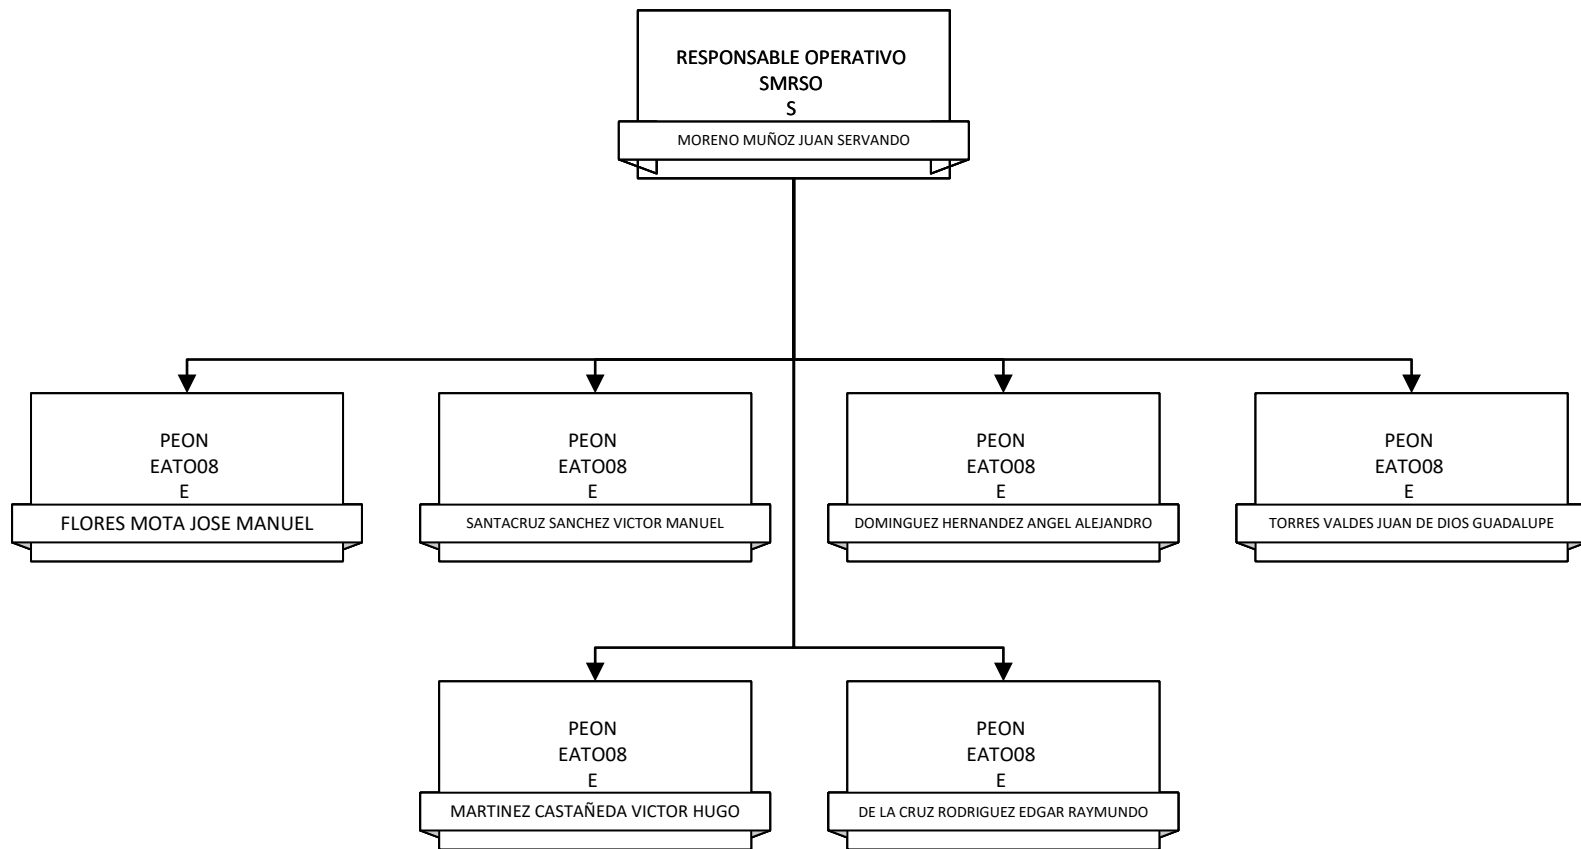 RESPONSABLE OPERATIVO
SMRSO
S
MORENO MUÑOZ JUAN SERVANDO
PEON
EATO08
E
FLORES MOTA JOSE MANUEL
PEON
EATO08
E
SANTACRUZ SANCHEZ VICTOR MANUEL
PEON
EATO08
E
DOMINGUEZ HERNANDEZ ANGEL ALEJANDRO
PEON
EATO08
E
TORRES VALDES JUAN DE DIOS GUADALUPE
PEON
EATO08
E
MARTINEZ CASTAÑEDA VICTOR HUGO
PEON
EATO08
E
DE LA CRUZ RODRIGUEZ EDGAR RAYMUNDO